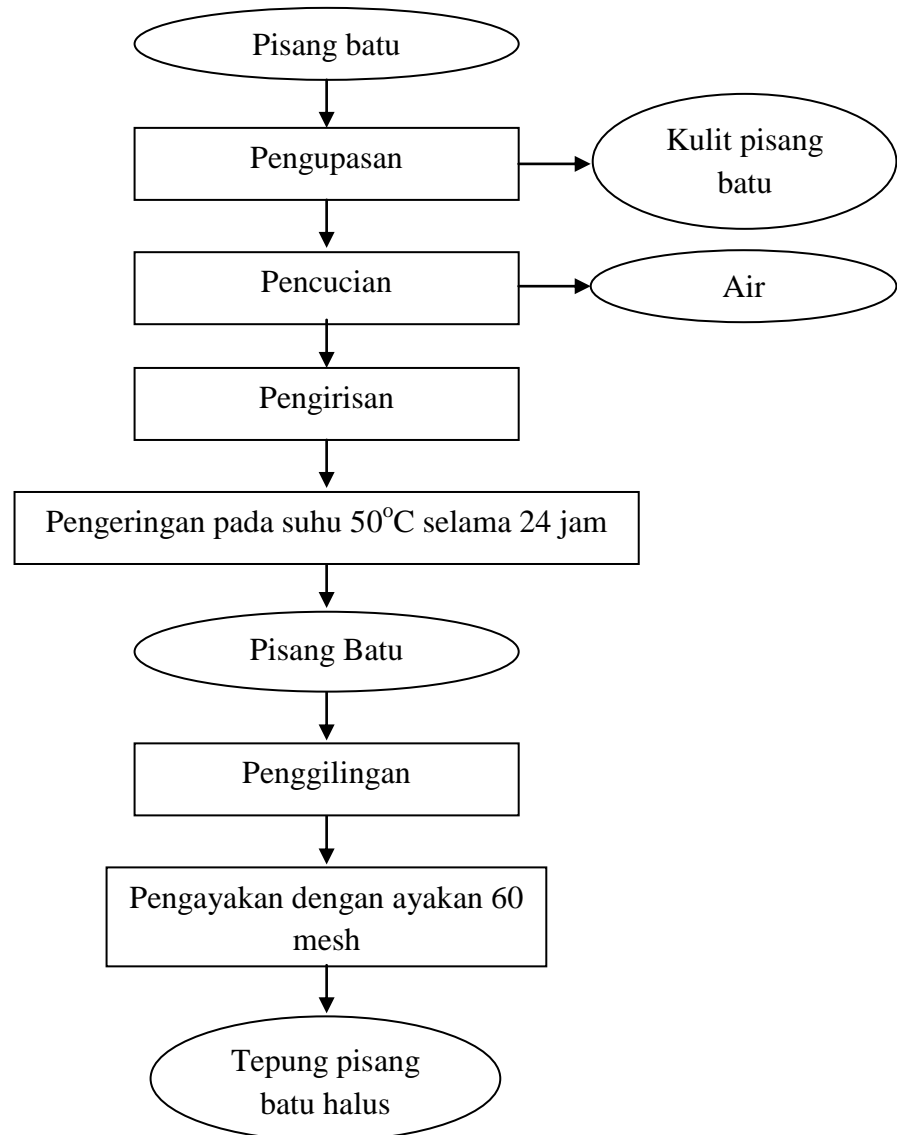 Pisang batu
Pengupasan
Kulit pisang
batu
Pencucian
Air
Pengirisan
Pengeringan pada suhu 50°C selama 24 jam
Pisang Batu
Penggilingan
Pengayakan dengan ayakan 60
mesh
Tepung pisang
batu halus